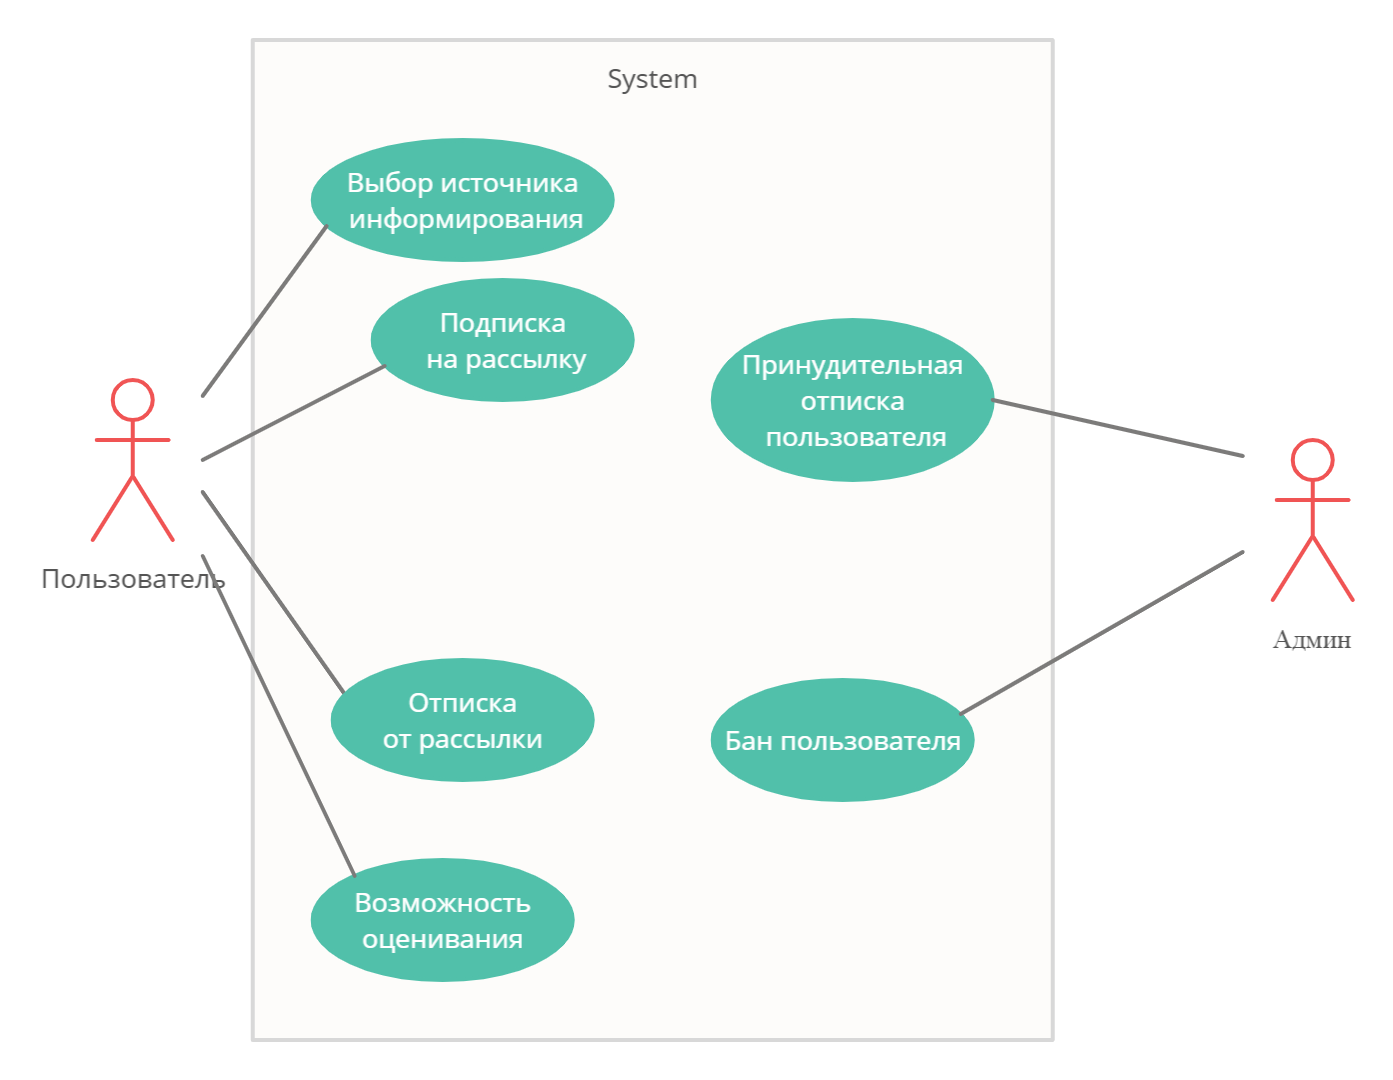 System
Выбор источника
информирования
Подписка
на рассылку
Принудительная
отписка
пользователя
Пользователь
Админ
Отписка
от рассылки
Бан пользователя
Возможность
оценивания